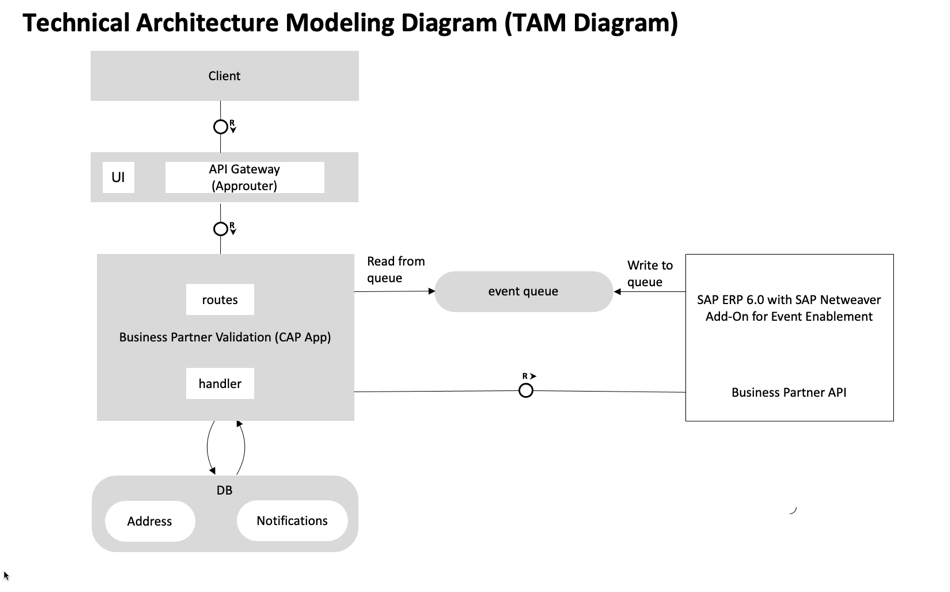 Technical Architecture Modeling Diagram (TAM Diagram)
Client
R
UI
API Gateway
(Approuter)
R
Read from
queue
event queue
Write to
queue
routes
Business Partner Validation (CAP App)
handler
SAP ERP 6.0 with SAP Netweaver
Add-On for Event Enablement
R
Business Partner API
DB
Address
Notifications